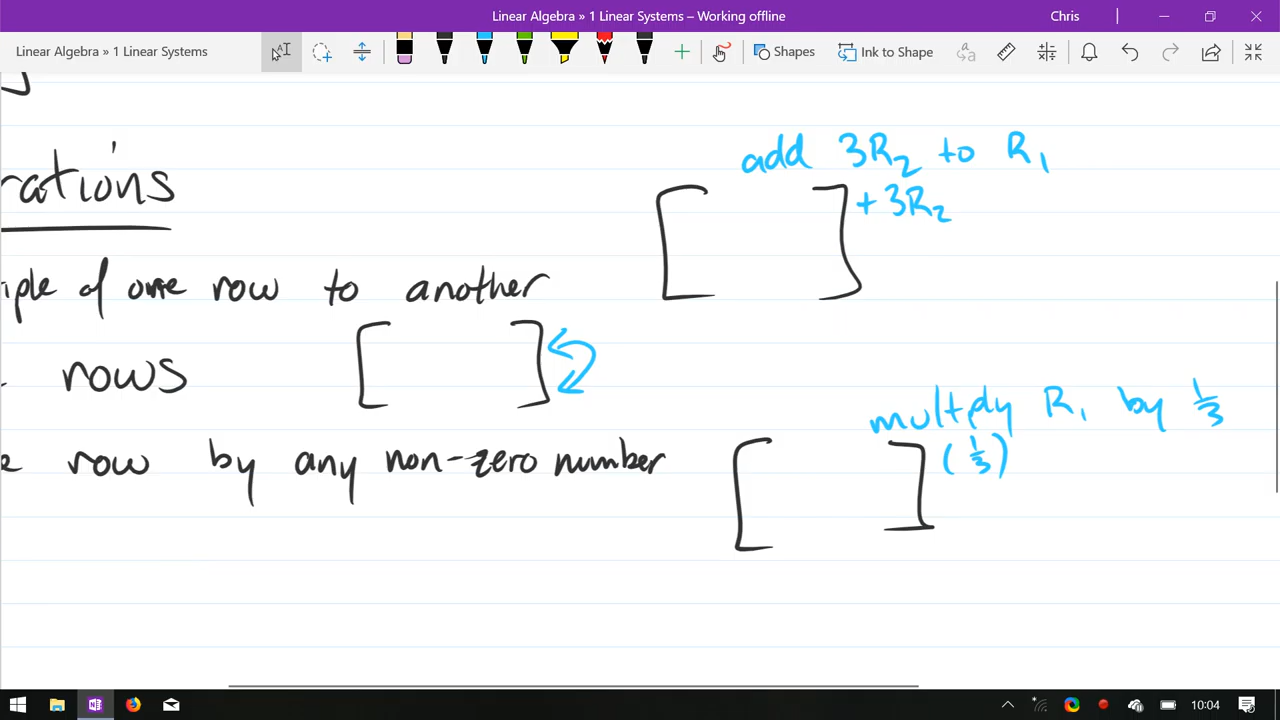 Linear Algebra » 1 Linear Systems – Working offline
Chris
Linear Algebra » 1 Linear Systems
Shapes
Ink to Shape
add 3R₂ to R₁
rations
+3R₂
iple of one row to another
rows
multply R₁ by 1/3
(1/3)
e row by any non-zero number
10:04